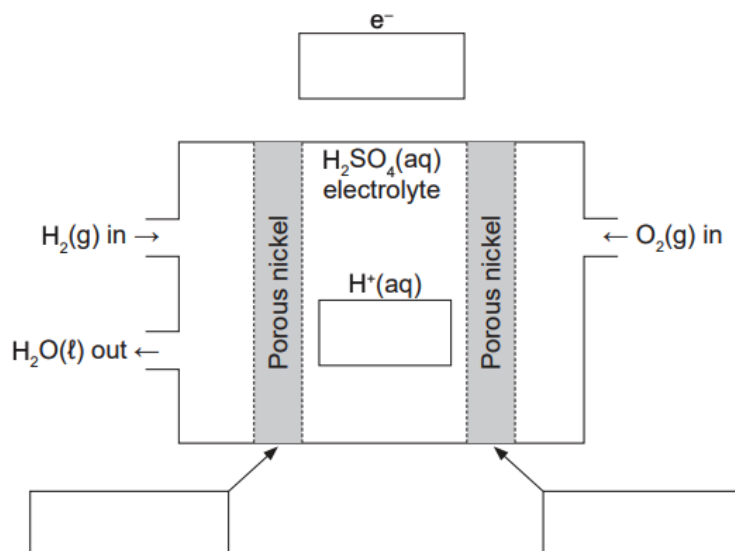 e⁻
H₂SO₄(aq)
electrolyte
Porous nickel
Porous nickel
H₂(g) in →
← O₂(g) in
H⁺(aq)
H₂O(ℓ) out ←